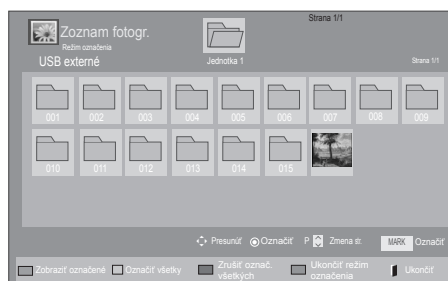 Strana 1/1
Zoznam fotogr.
Režim označenia
USB externé
Jednotka 1
Strana 1/1
001 002 003 004 005 006 007 008 009
010 011 012 013 014 015
Presunúť Označiť P Zmena str. MARK Označiť
Zobraziť označené Označiť všetky Zrušiť označ. všetkých Ukončiť režim označenia Ukončiť